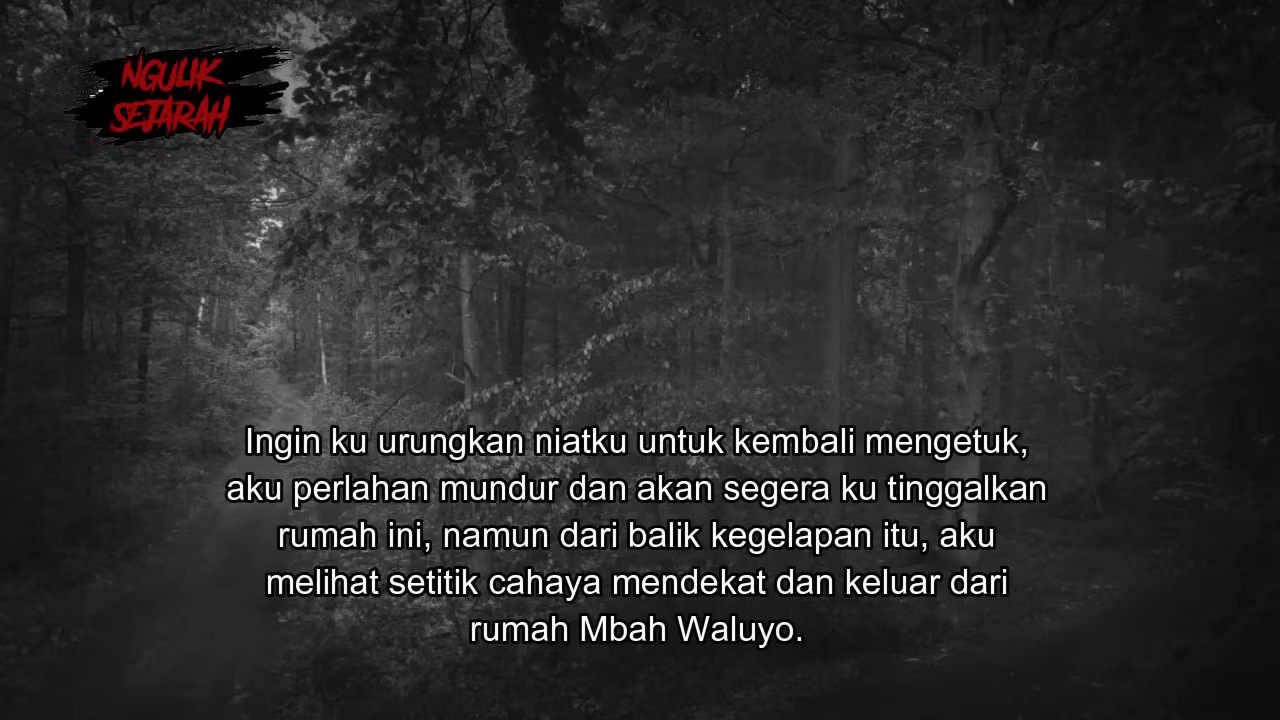 NGULIK
SEJARAH
Ingin ku urungkan niatku untuk kembali mengetuk,
aku perlahan mundur dan akan segera ku tinggalkan
rumah ini, namun dari balik kegelapan itu, aku
melihat setitik cahaya mendekat dan keluar dari
rumah Mbah Waluyo.